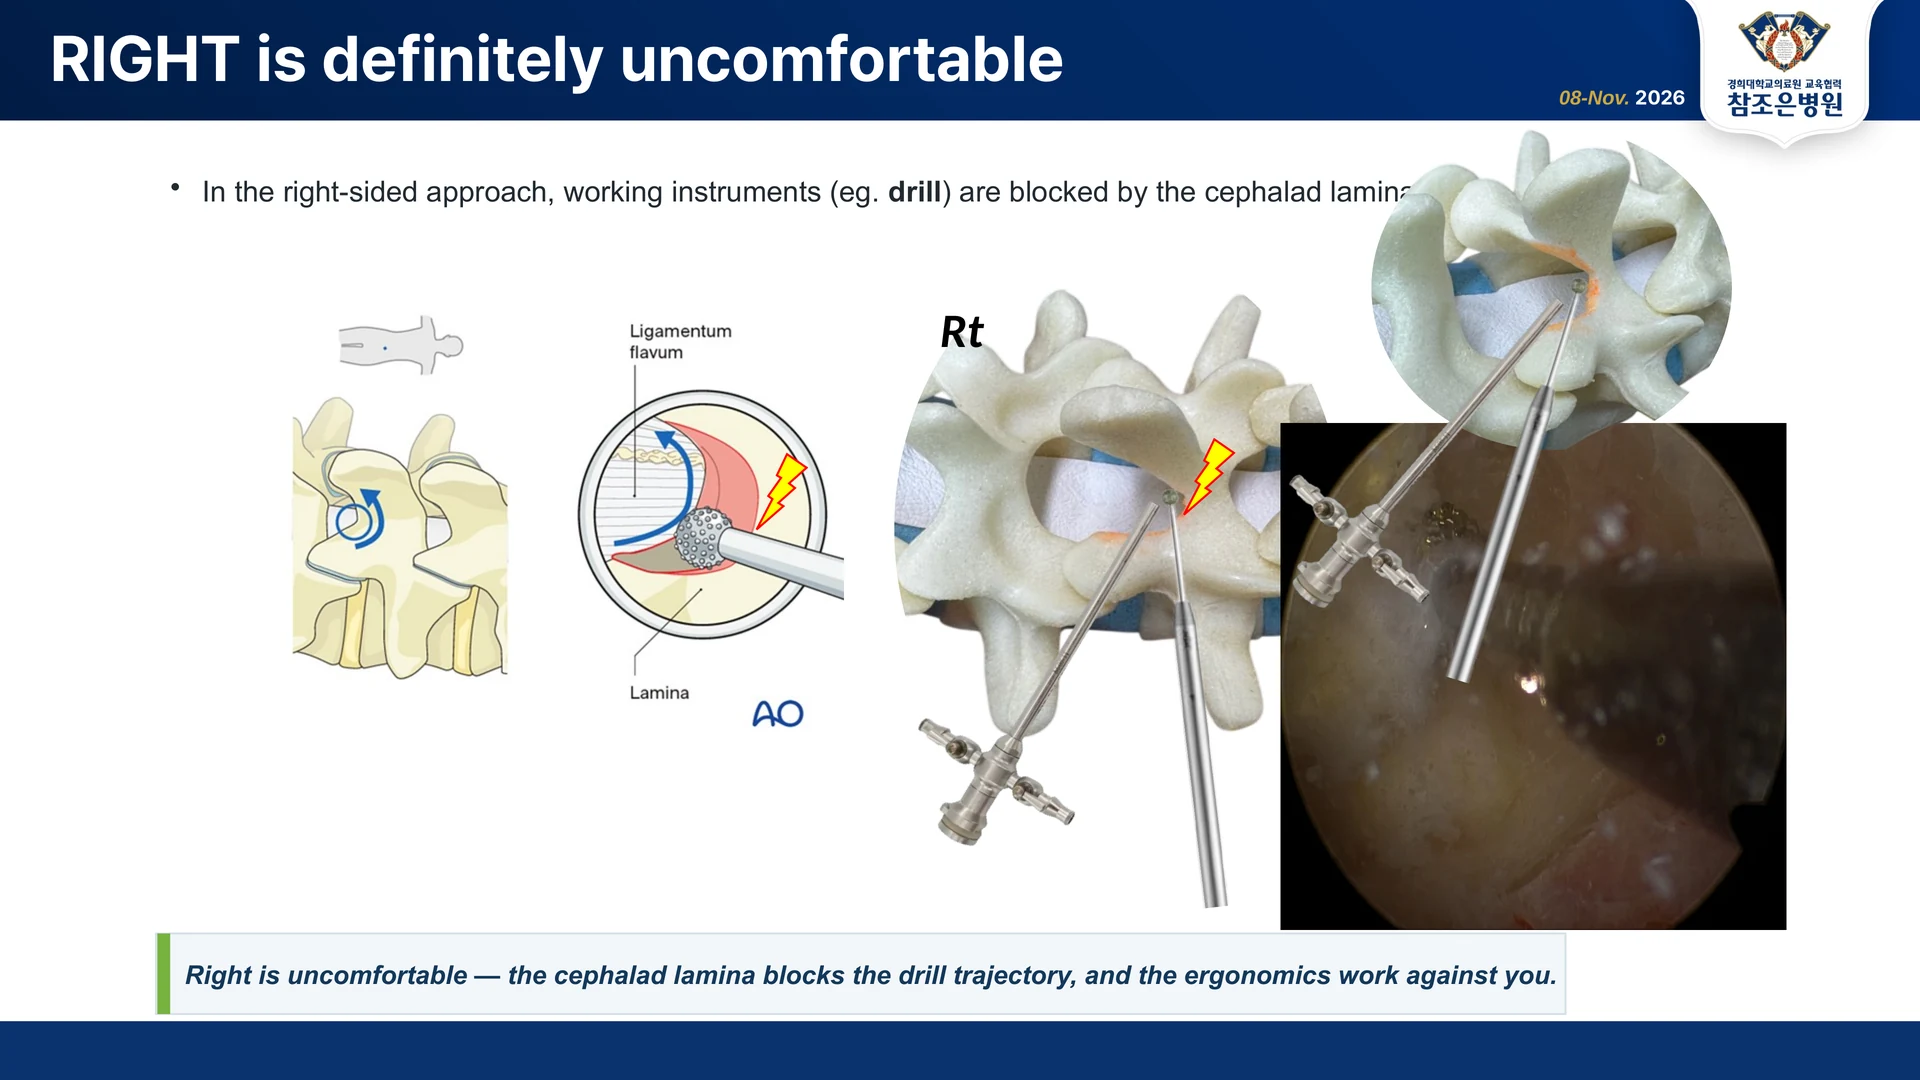 RIGHT is definitely uncomfortable
08-Nov. 2026
경희대학교의료원 교육협력
참조은병원
• In the right-sided approach, working instruments (eg. drill) are blocked by the cephalad lamina
Ligamentum
flavum
Rt
Lamina
AO
Right is uncomfortable — the cephalad lamina blocks the drill trajectory, and the ergonomics work against you.